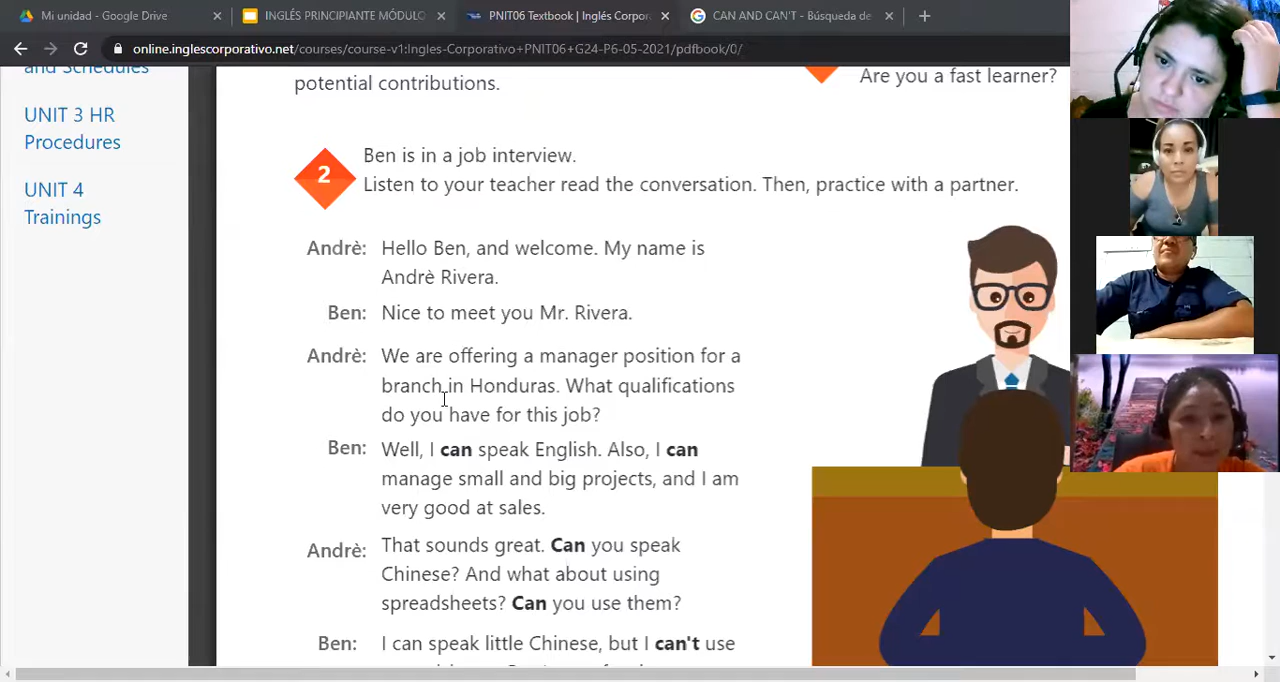 Mi unidad - Google Drive
INGLÉS PRINCIPIANTE MÓDULO
PNIT06 Textbook | Inglés Corpor
CAN AND CAN'T - Búsqueda de
online.inglescorporativo.net/courses/course-v1:Ingles-Corporativo+PNIT06+G24-P6-05-2021/pdfbook/0/
and Schedules
UNIT 3 HR
Procedures
UNIT 4
Trainings
potential contributions.
Are you a fast learner?
2
Ben is in a job interview.
Listen to your teacher read the conversation. Then, practice with a partner.
Andrè: Hello Ben, and welcome. My name is
Andrè Rivera.
Ben: Nice to meet you Mr. Rivera.
Andrè: We are offering a manager position for a
branch in Honduras. What qualifications
do you have for this job?
Ben: Well, I can speak English. Also, I can
manage small and big projects, and I am
very good at sales.
Andrè: That sounds great. Can you speak
Chinese? And what about using
spreadsheets? Can you use them?
Ben: I can speak little Chinese, but I can't use